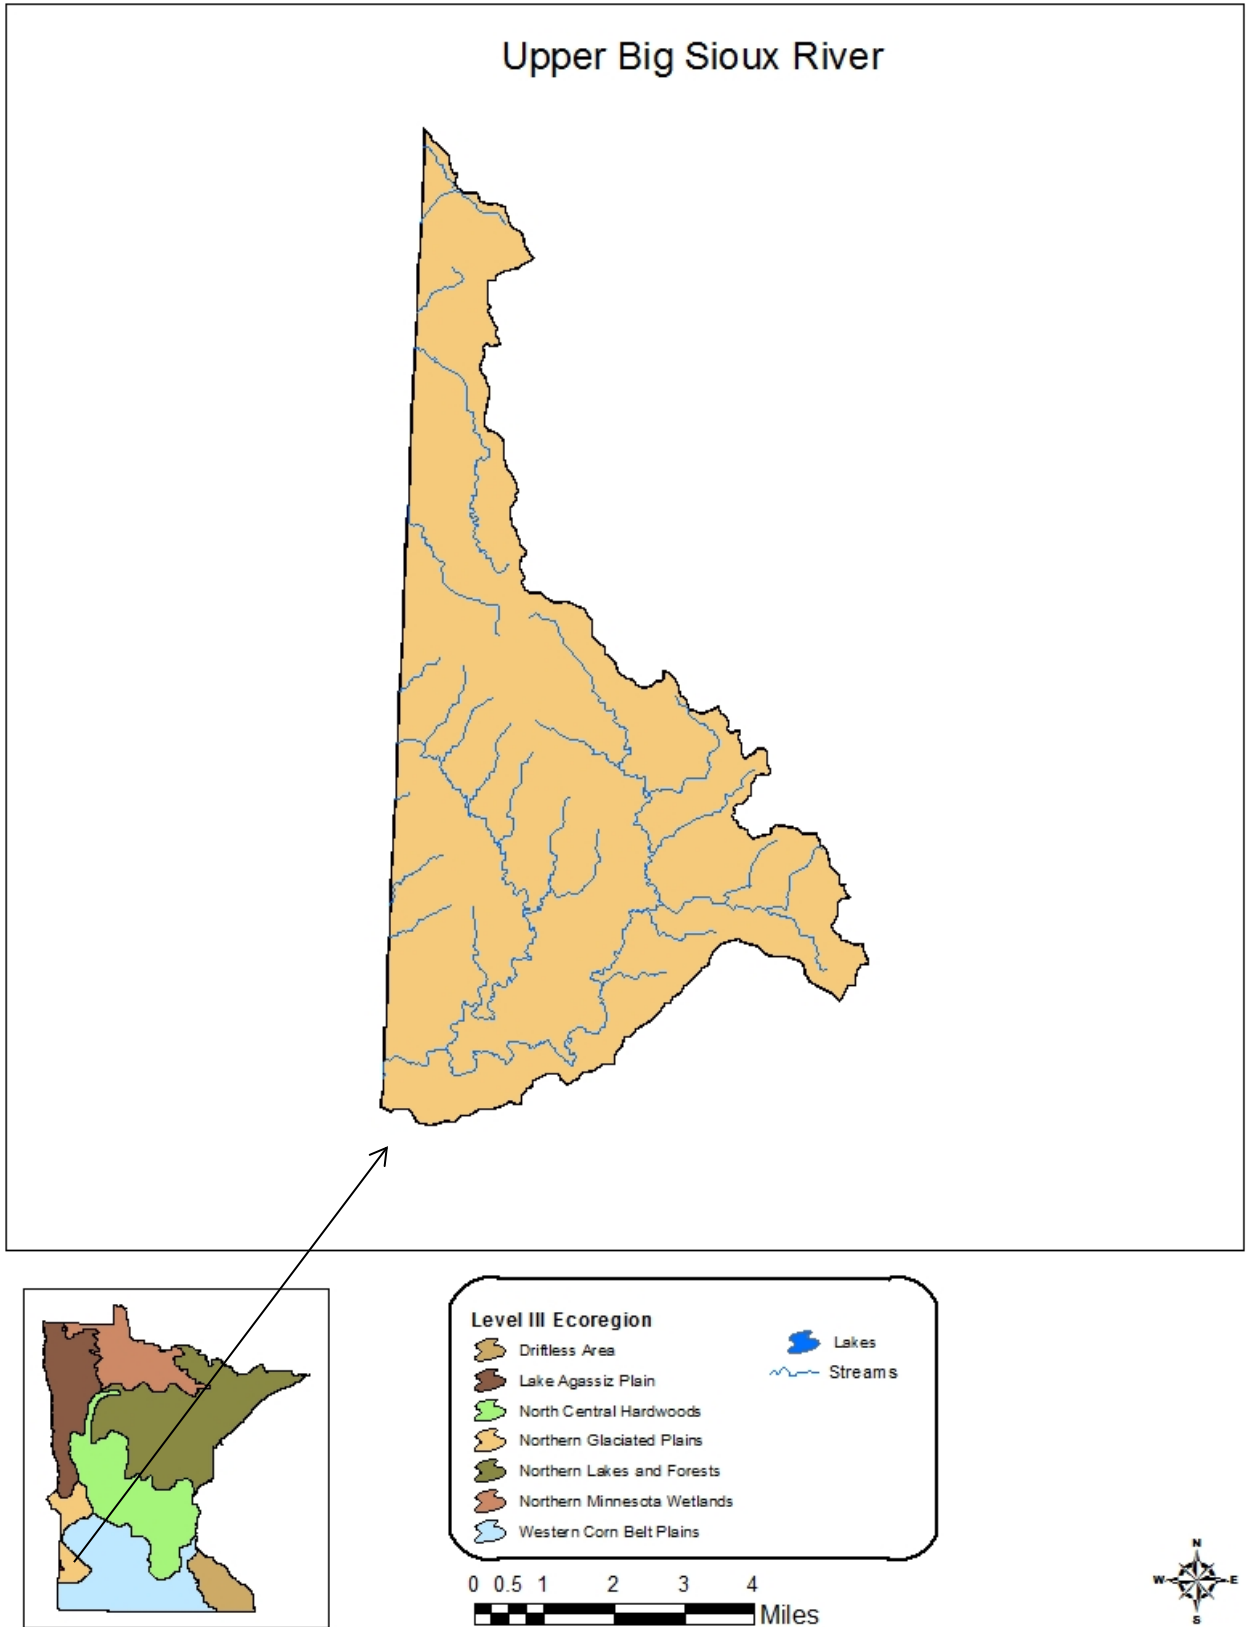 Upper Big Sioux River
Level III Ecoregion
Driftless Area
Lake Agassiz Plain
North Central Hardwoods
Northern Glaciated Plains
Northern Lakes and Forests
Northern Minnesota Wetlands
Western Corn Belt Plains
Lakes
Streams
0 0.5 1 2 3 4
Miles
N
W E
S